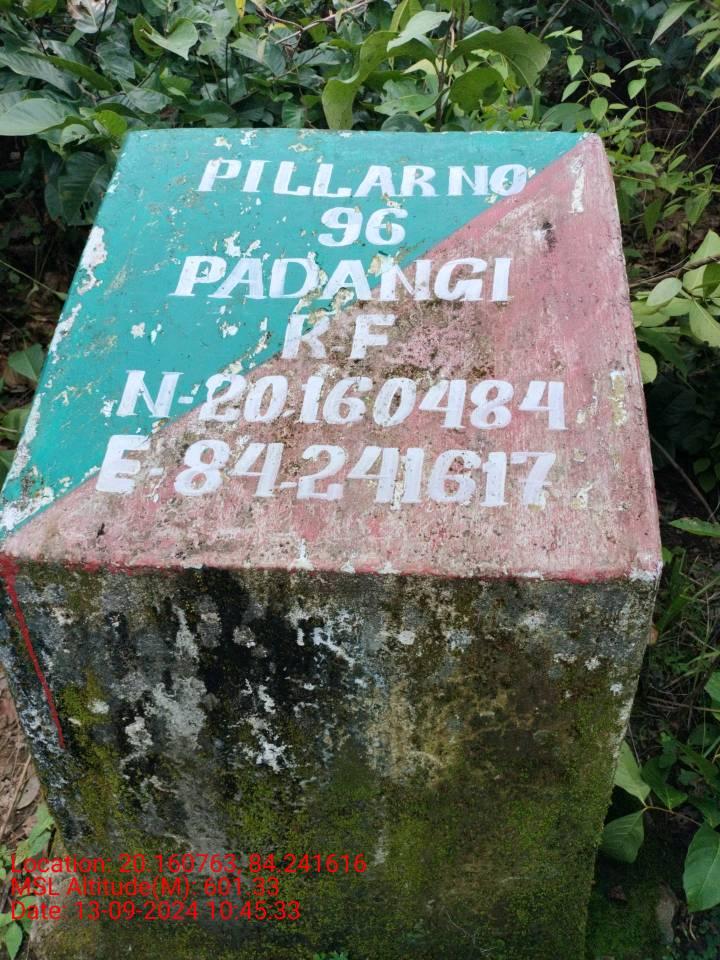 PILLAR NO
96
PADANGI
R F
N-20.160484
E-84.241617
Location: 20.160763, 84.241616
MSL Altitude(M): 601.33
Date: 13-09-2024 10:45:33